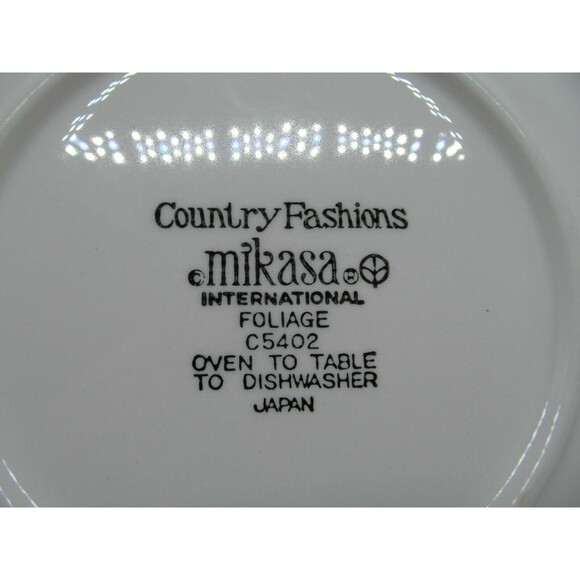 Country Fashions
©mikasa®
INTERNATIONAL
FOLIAGE
C5402
OVEN TO TABLE
TO DISHWASHER
JAPAN